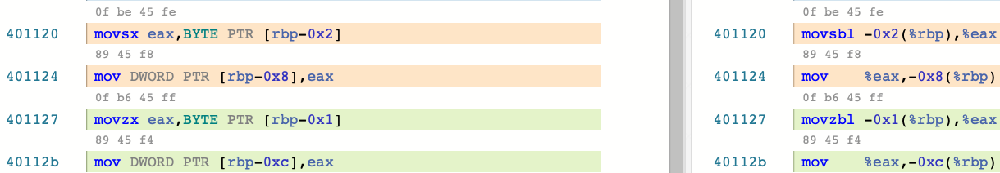 0f be 45 fe
401120 movsx eax,BYTE PTR [rbp-0x2]
89 45 f8
401124 mov DWORD PTR [rbp-0x8],eax
0f b6 45 ff
401127 movzx eax,BYTE PTR [rbp-0x1]
89 45 f4
40112b mov DWORD PTR [rbp-0xc],eax
0f be 45 fe
401120 movsbl -0x2(%rbp),%eax
89 45 f8
401124 mov    %eax,-0x8(%rbp)
0f b6 45 ff
401127 movzbl -0x1(%rbp),%eax
89 45 f4
40112b mov    %eax,-0xc(%rbp)